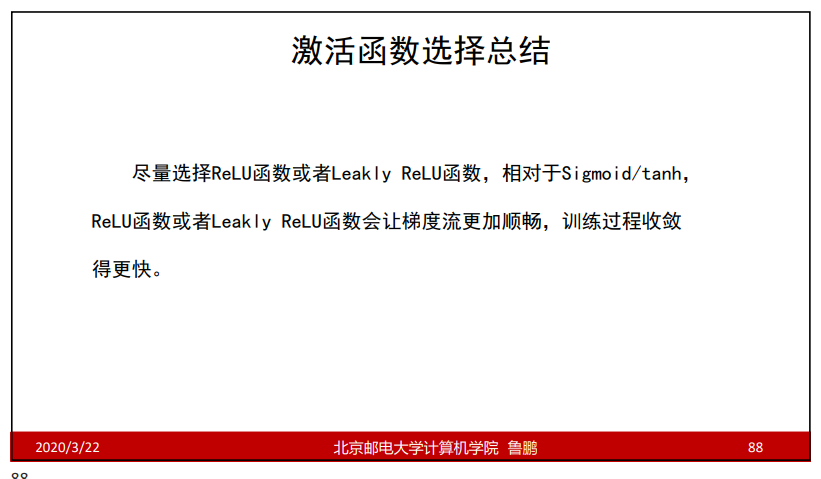 激活函数选择总结
尽量选择ReLU函数或者Leakly ReLU函数，相对于Sigmoid/tanh，
ReLU函数或者Leakly ReLU函数会让梯度流更加顺畅，训练过程收敛
得更快。
2020/3/22 北京邮电大学计算机学院 鲁鹏 88
88